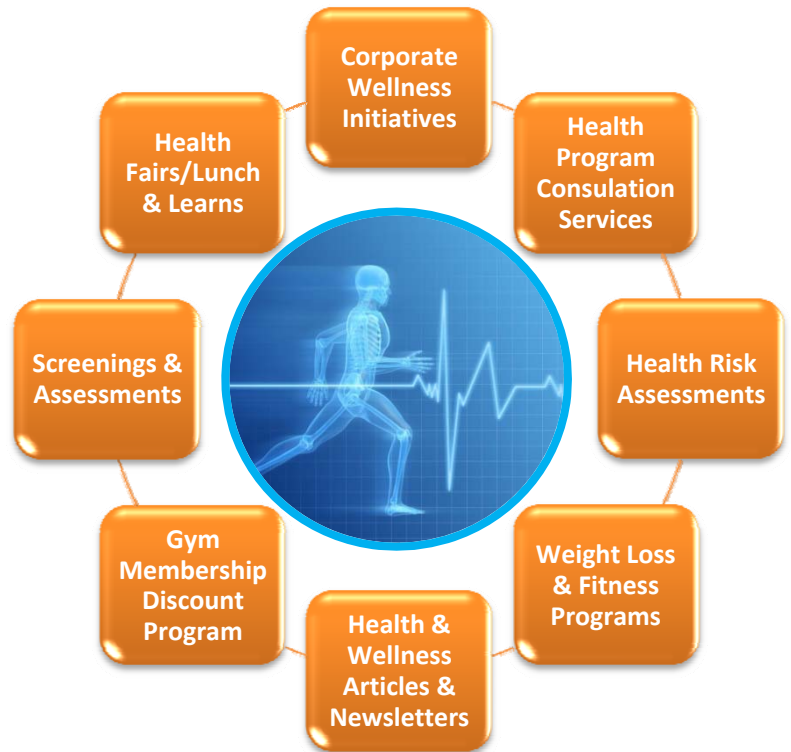 Corporate
Wellness
Initiatives
Health
Program
Consulation
Services
Health Risk
Assessments
Weight Loss
& Fitness
Programs
Health &
Wellness
Articles &
Newsletters
Gym
Membership
Discount
Program
Screenings &
Assessments
Health
Fairs/Lunch
& Learns